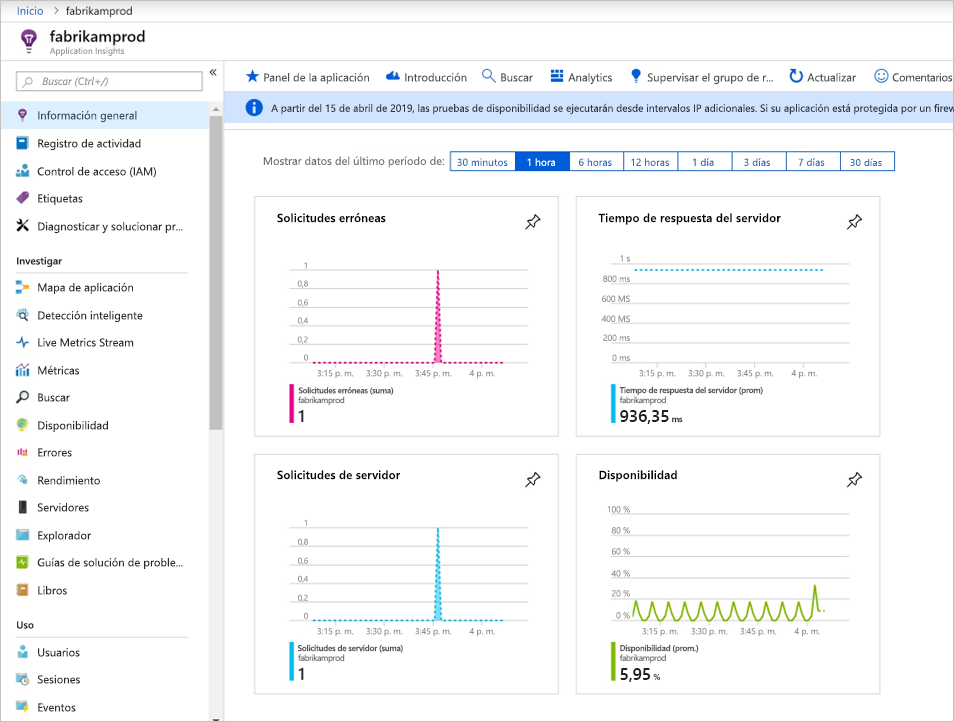 Inicio > fabrikamprod
fabrikamprod
Application Insights
Buscar (Ctrl+/)
«
Información general
Registro de actividad
Control de acceso (IAM)
Etiquetas
Diagnosticar y solucionar pr...
Investigar
Mapa de aplicación
Detección inteligente
Live Metrics Stream
Métricas
Buscar
Disponibilidad
Errores
Rendimiento
Servidores
Explorador
Guías de solución de proble...
Libros
Uso
Usuarios
Sesiones
Eventos
Panel de la aplicación Introducción Buscar Analytics Supervisar el grupo de r... Actualizar Comentarios
A partir del 15 de abril de 2019, las pruebas de disponibilidad se ejecutarán desde intervalos IP adicionales. Si su aplicación está protegida por un firew
Mostrar datos del último período de: 30 minutos 1 hora 6 horas 12 horas 1 día 3 días 7 días 30 días
Solicitudes erróneas
1
0,8
0,6
0,4
0,2
0
3:15 p. m. 3:30 p. m. 3:45 p. m. 4 p. m.
Solicitudes erróneas (suma)
fabrikamprod
1
Tiempo de respuesta del servidor
1 s
800 ms
600 MS
400 MS
200 ms
0 ms
3:15 p. m. 3:30 p. m. 3:45 p. m. 4 p. m.
Tiempo de respuesta del servidor (prom)
fabrikamprod
936,35 ms
Solicitudes de servidor
1
0,8
0,6
0,4
0,2
0
3:15 p. m. 3:30 p. m. 3:45 p. m. 4 p. m.
Solicitudes de servidor (suma)
fabrikamprod
1
Disponibilidad
100 %
80 %
60 %
40 %
20 %
0 %
3:15 p. m. 3:30 p. m. 3:45 p. m. 4 p. m.
Disponibilidad (prom.)
fabrikamprod
5,95 %